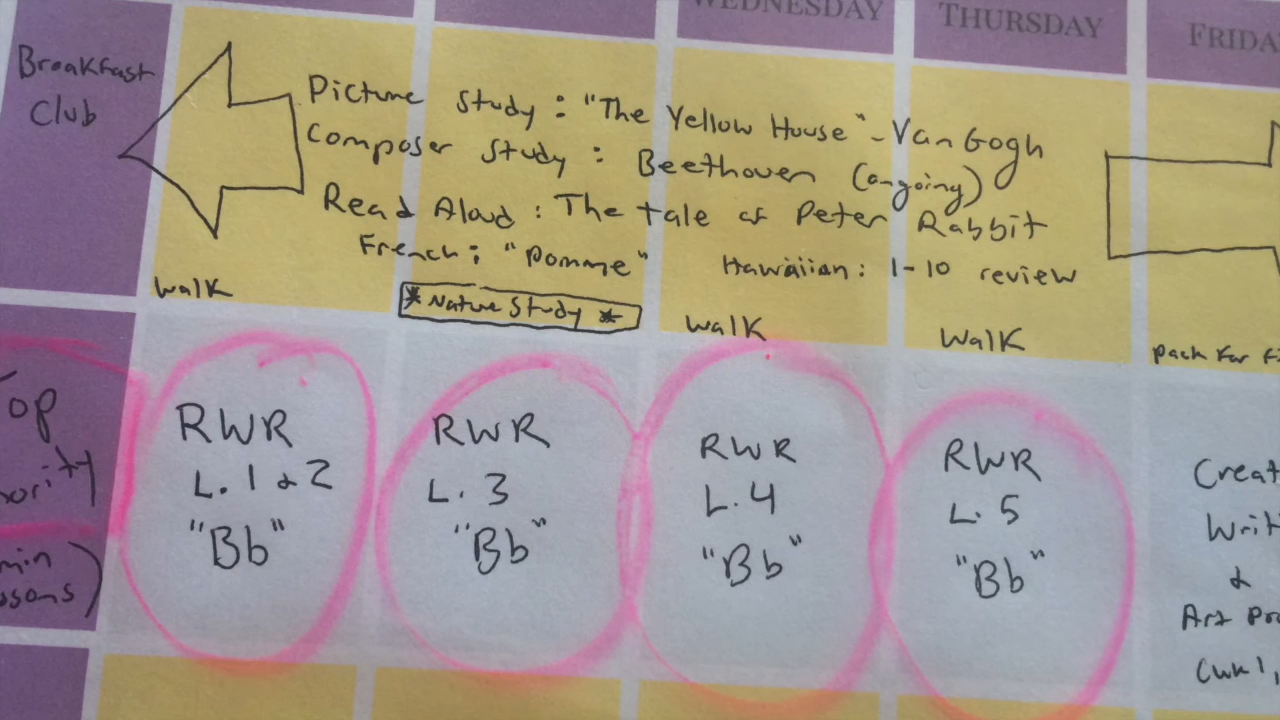 WEDNESDAY
THURSDAY
Breakfast
Club
Picture Study : "The Yellow House" - Van Gogh
Composer Study : Beethoven (ongoing)
Read Aloud : The tale of Peter Rabbit
French : "Pomme"
Hawaiian : 1-10 review
walk
* Nature Study *
walk
walk
pack for
RWR
L. 1 & 2
"Bb"
RWR
L. 3
"Bb"
RWR
L. 4
"Bb"
RWR
L. 5
"Bb"
&
Art